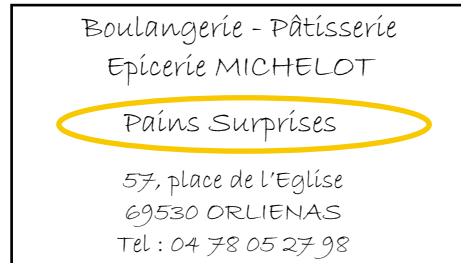 Boulangerie - Pâtisserie
Epicerie MICHELOT
Pains Surprises
57, place de l'Eglise
69530 ORLIENAS
Tel : 04 78 05 27 98